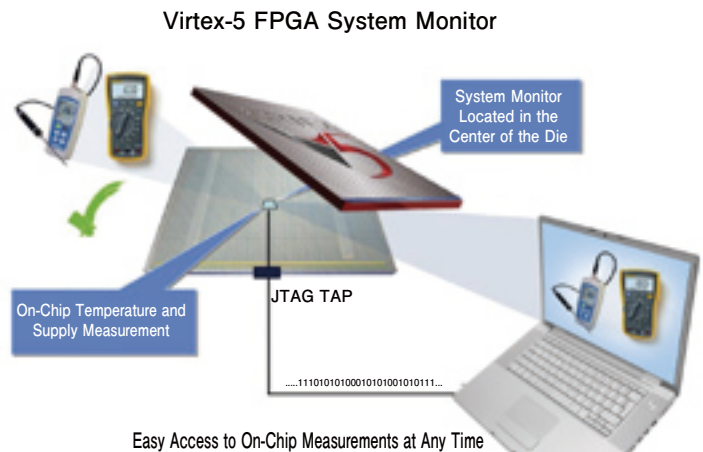 Virtex-5 FPGA System Monitor
System Monitor
Located in the
Center of the Die
On-Chip Temperature and
Supply Measurement
JTAG TAP
.....11101010100010101001010111...
Easy Access to On-Chip Measurements at Any Time